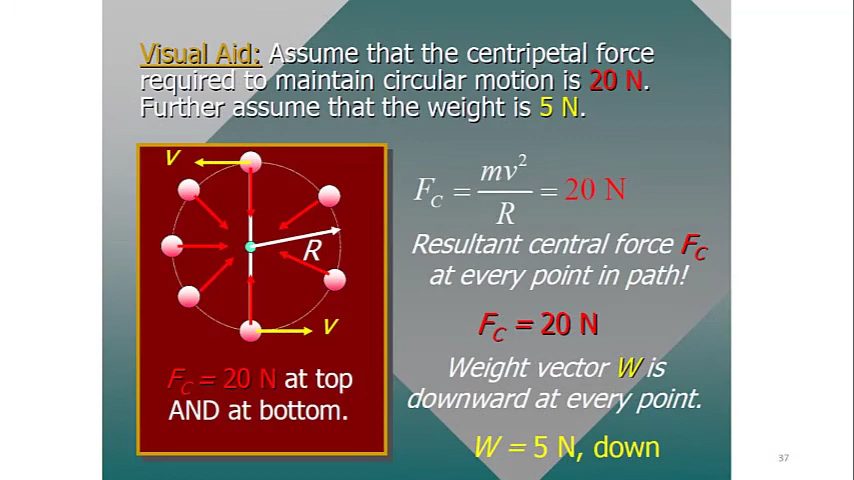 Visual Aid: Assume that the centripetal force
required to maintain circular motion is 20 N.
Further assume that the weight is 5 N.
v
R
v
F_C = 20 N at top
AND at bottom.
F_C = mv²/R = 20 N
Resultant central force F_C
at every point in path!
F_C = 20 N
Weight vector W is
downward at every point.
W = 5 N, down
37